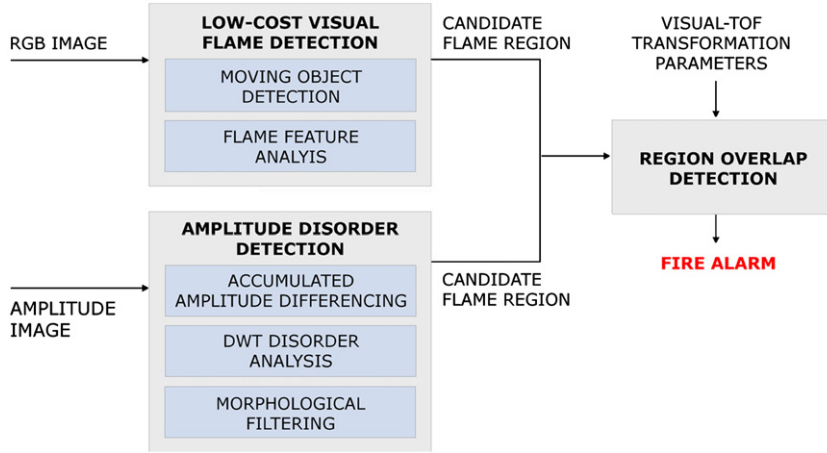 RGB IMAGE
LOW-COST VISUAL
FLAME DETECTION
MOVING OBJECT
DETECTION
FLAME FEATURE
ANALYIS
CANDIDATE
FLAME REGION
VISUAL-TOF
TRANSFORMATION
PARAMETERS
REGION OVERLAP
DETECTION
FIRE ALARM
AMPLITUDE
IMAGE
AMPLITUDE DISORDER
DETECTION
ACCUMULATED
AMPLITUDE DIFFERENCING
DWT DISORDER
ANALYSIS
MORPHOLOGICAL
FILTERING
CANDIDATE
FLAME REGION